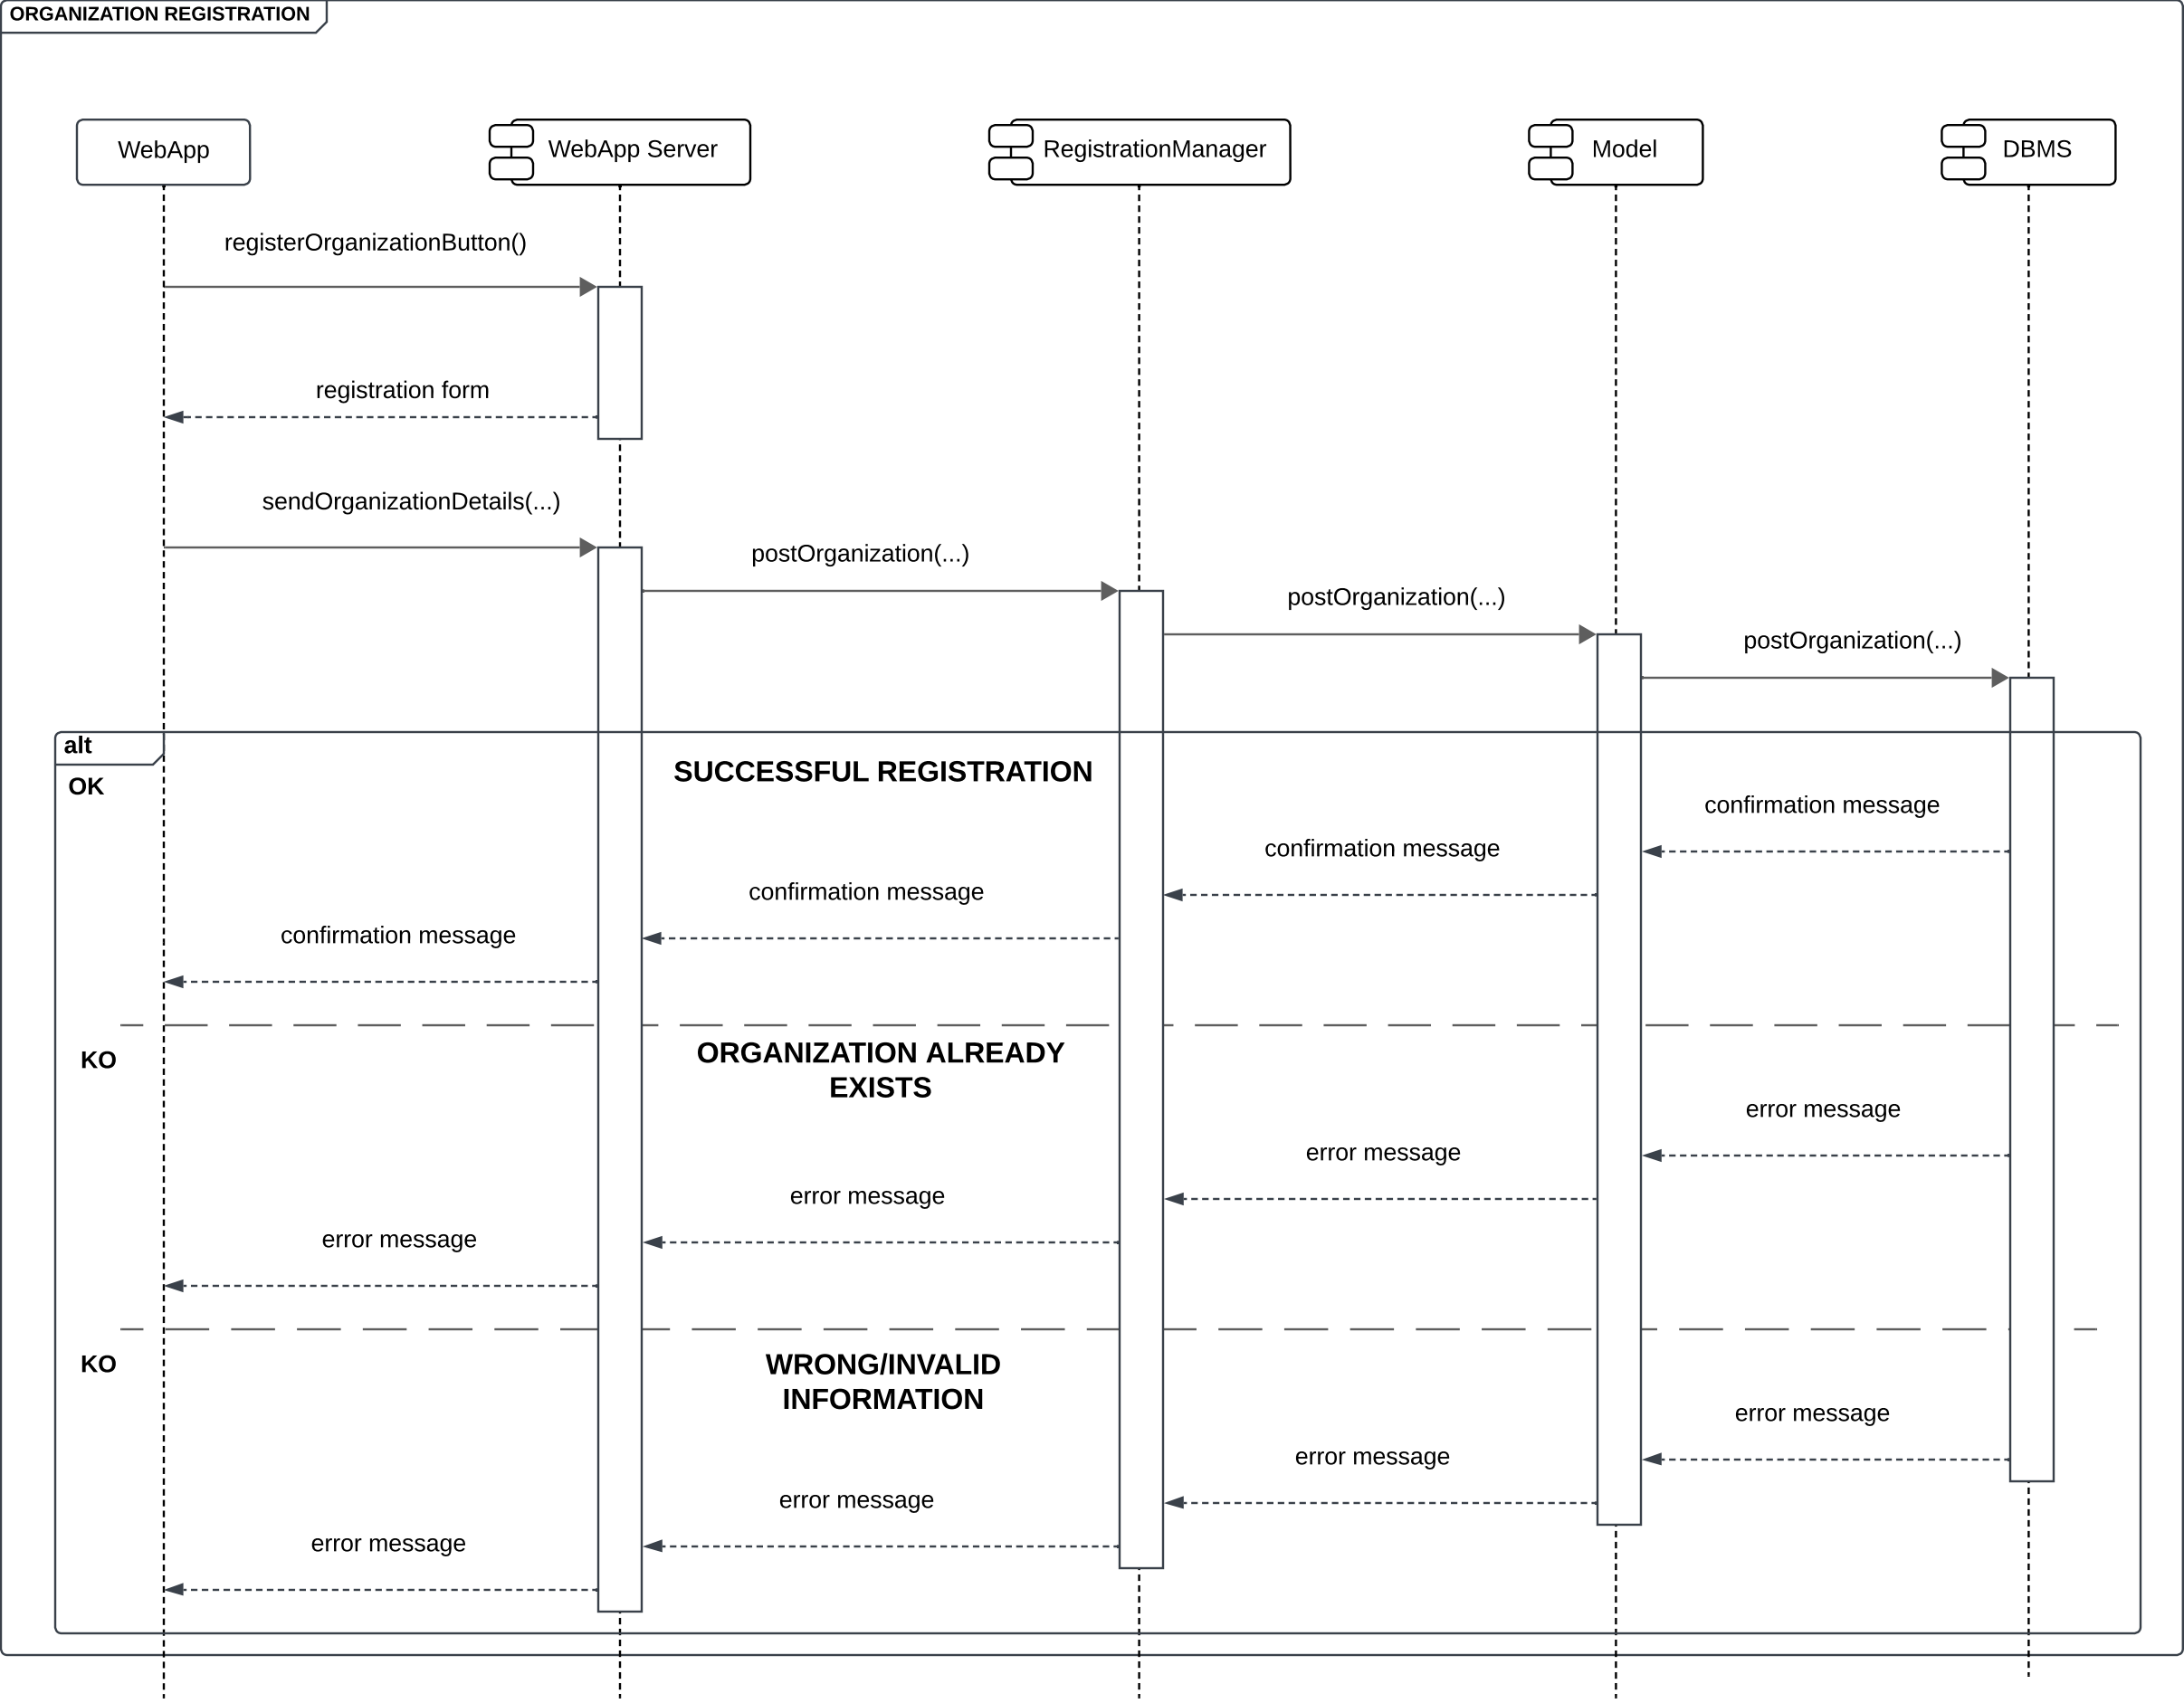 ORGANIZATION REGISTRATION
WebApp
WebApp Server
RegistrationManager
Model
DBMS
registerOrganizationButton()
registration form
sendOrganizationDetails(...)
postOrganization(...)
postOrganization(...)
postOrganization(...)
alt
OK
SUCCESSFUL REGISTRATION
confirmation message
confirmation message
confirmation message
confirmation message
KO
ORGANIZATION ALREADY
EXISTS
error message
error message
error message
error message
KO
WRONG/INVALID
INFORMATION
error message
error message
error message
error message